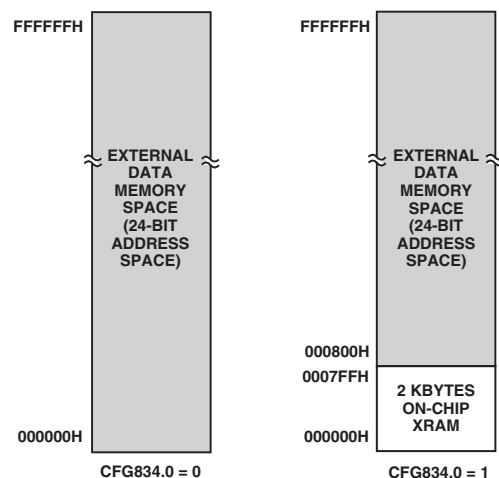 FFFFFFH
EXTERNAL
DATA
MEMORY
SPACE
(24-BIT
ADDRESS
SPACE)
000000H
CFG834.0 = 0
FFFFFFH
EXTERNAL
DATA
MEMORY
SPACE
(24-BIT
ADDRESS
SPACE)
000800H
0007FFH
2 KBYTES
ON-CHIP
XRAM
000000H
CFG834.0 = 1